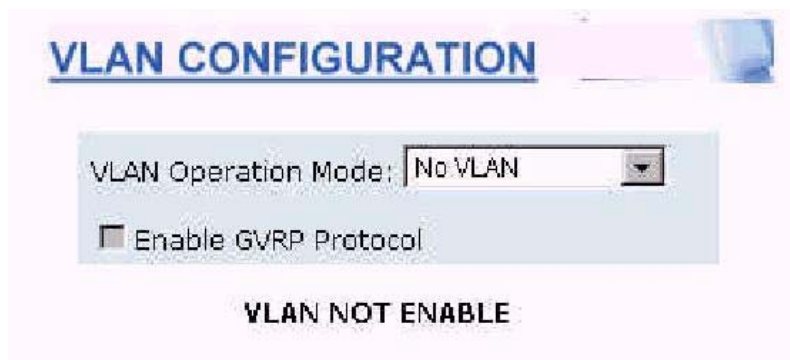 VLAN CONFIGURATION
VLAN Operation Mode: No VLAN
Enable GVRP Protocol
VLAN NOT ENABLE